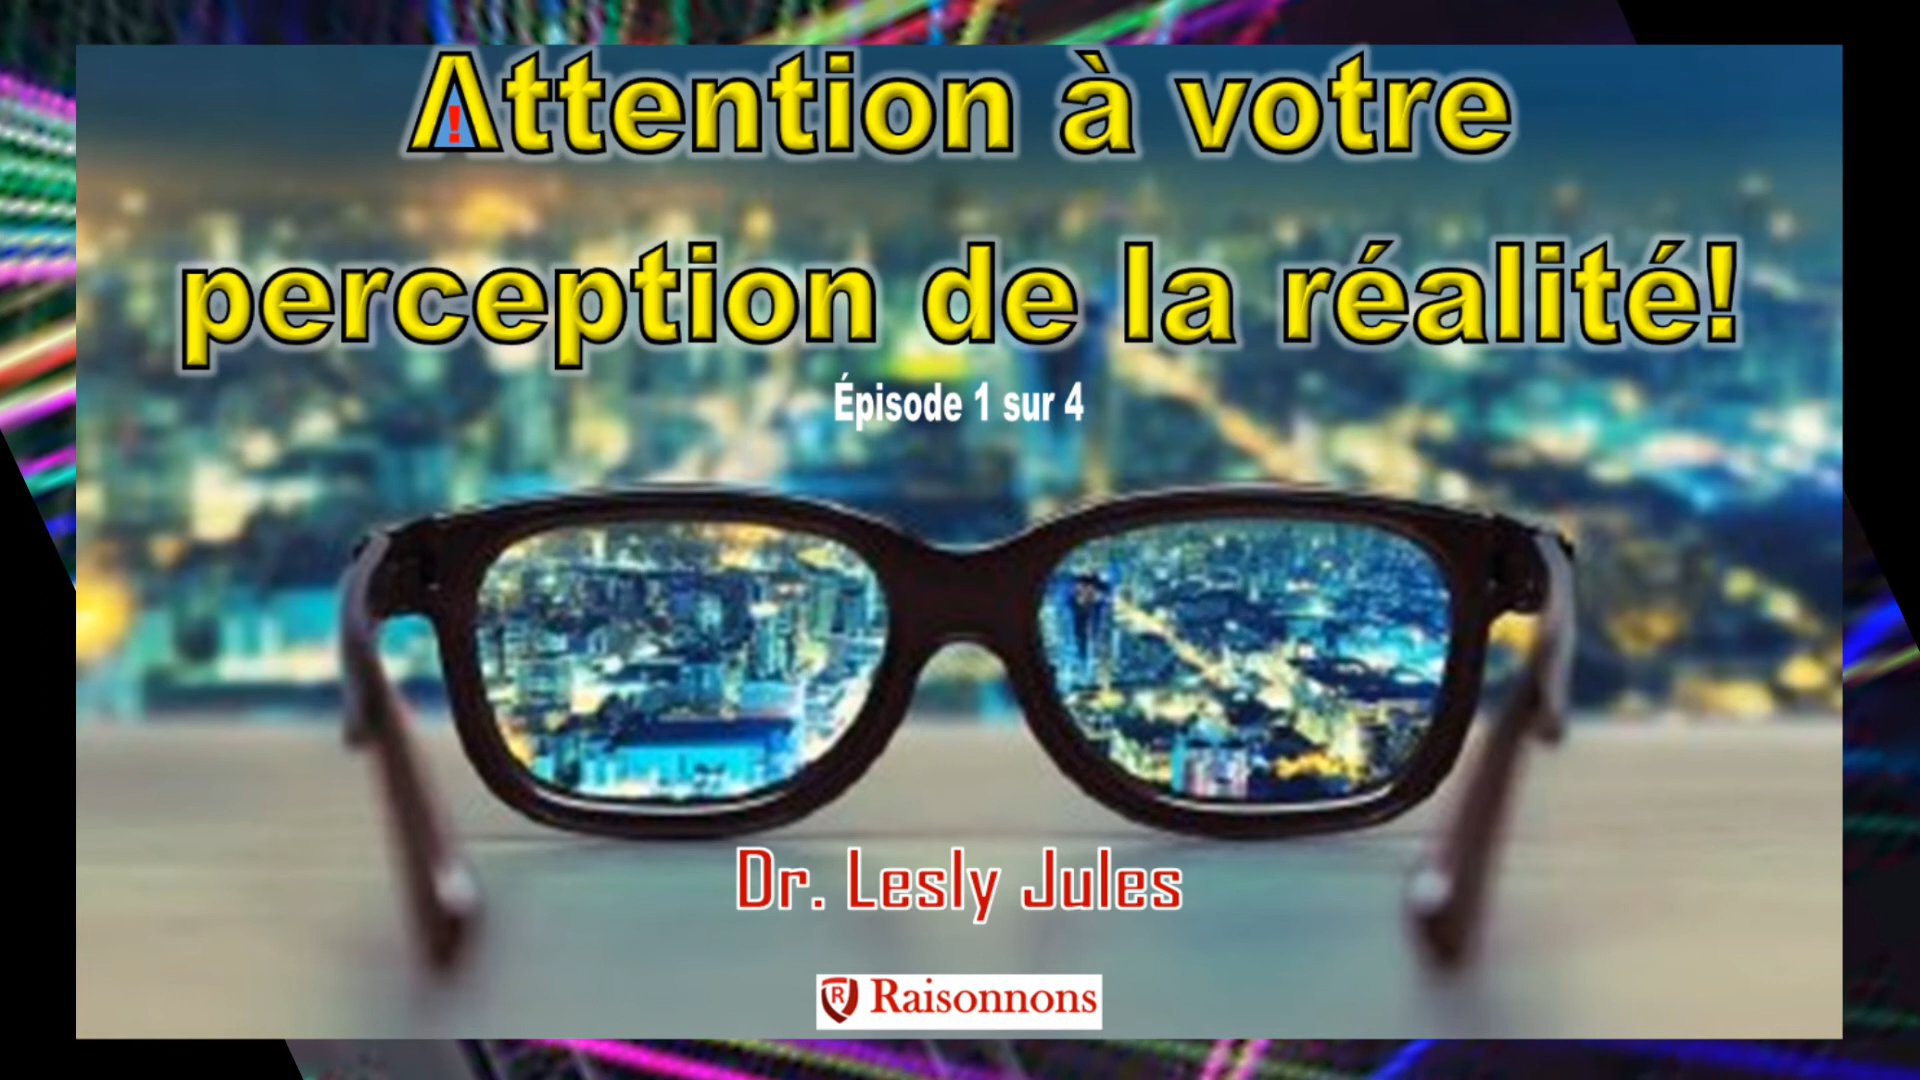 Attention à votre
perception de la réalité!
Épisode 1 sur 4
Dr. Lesly Jules
R Raisonnons